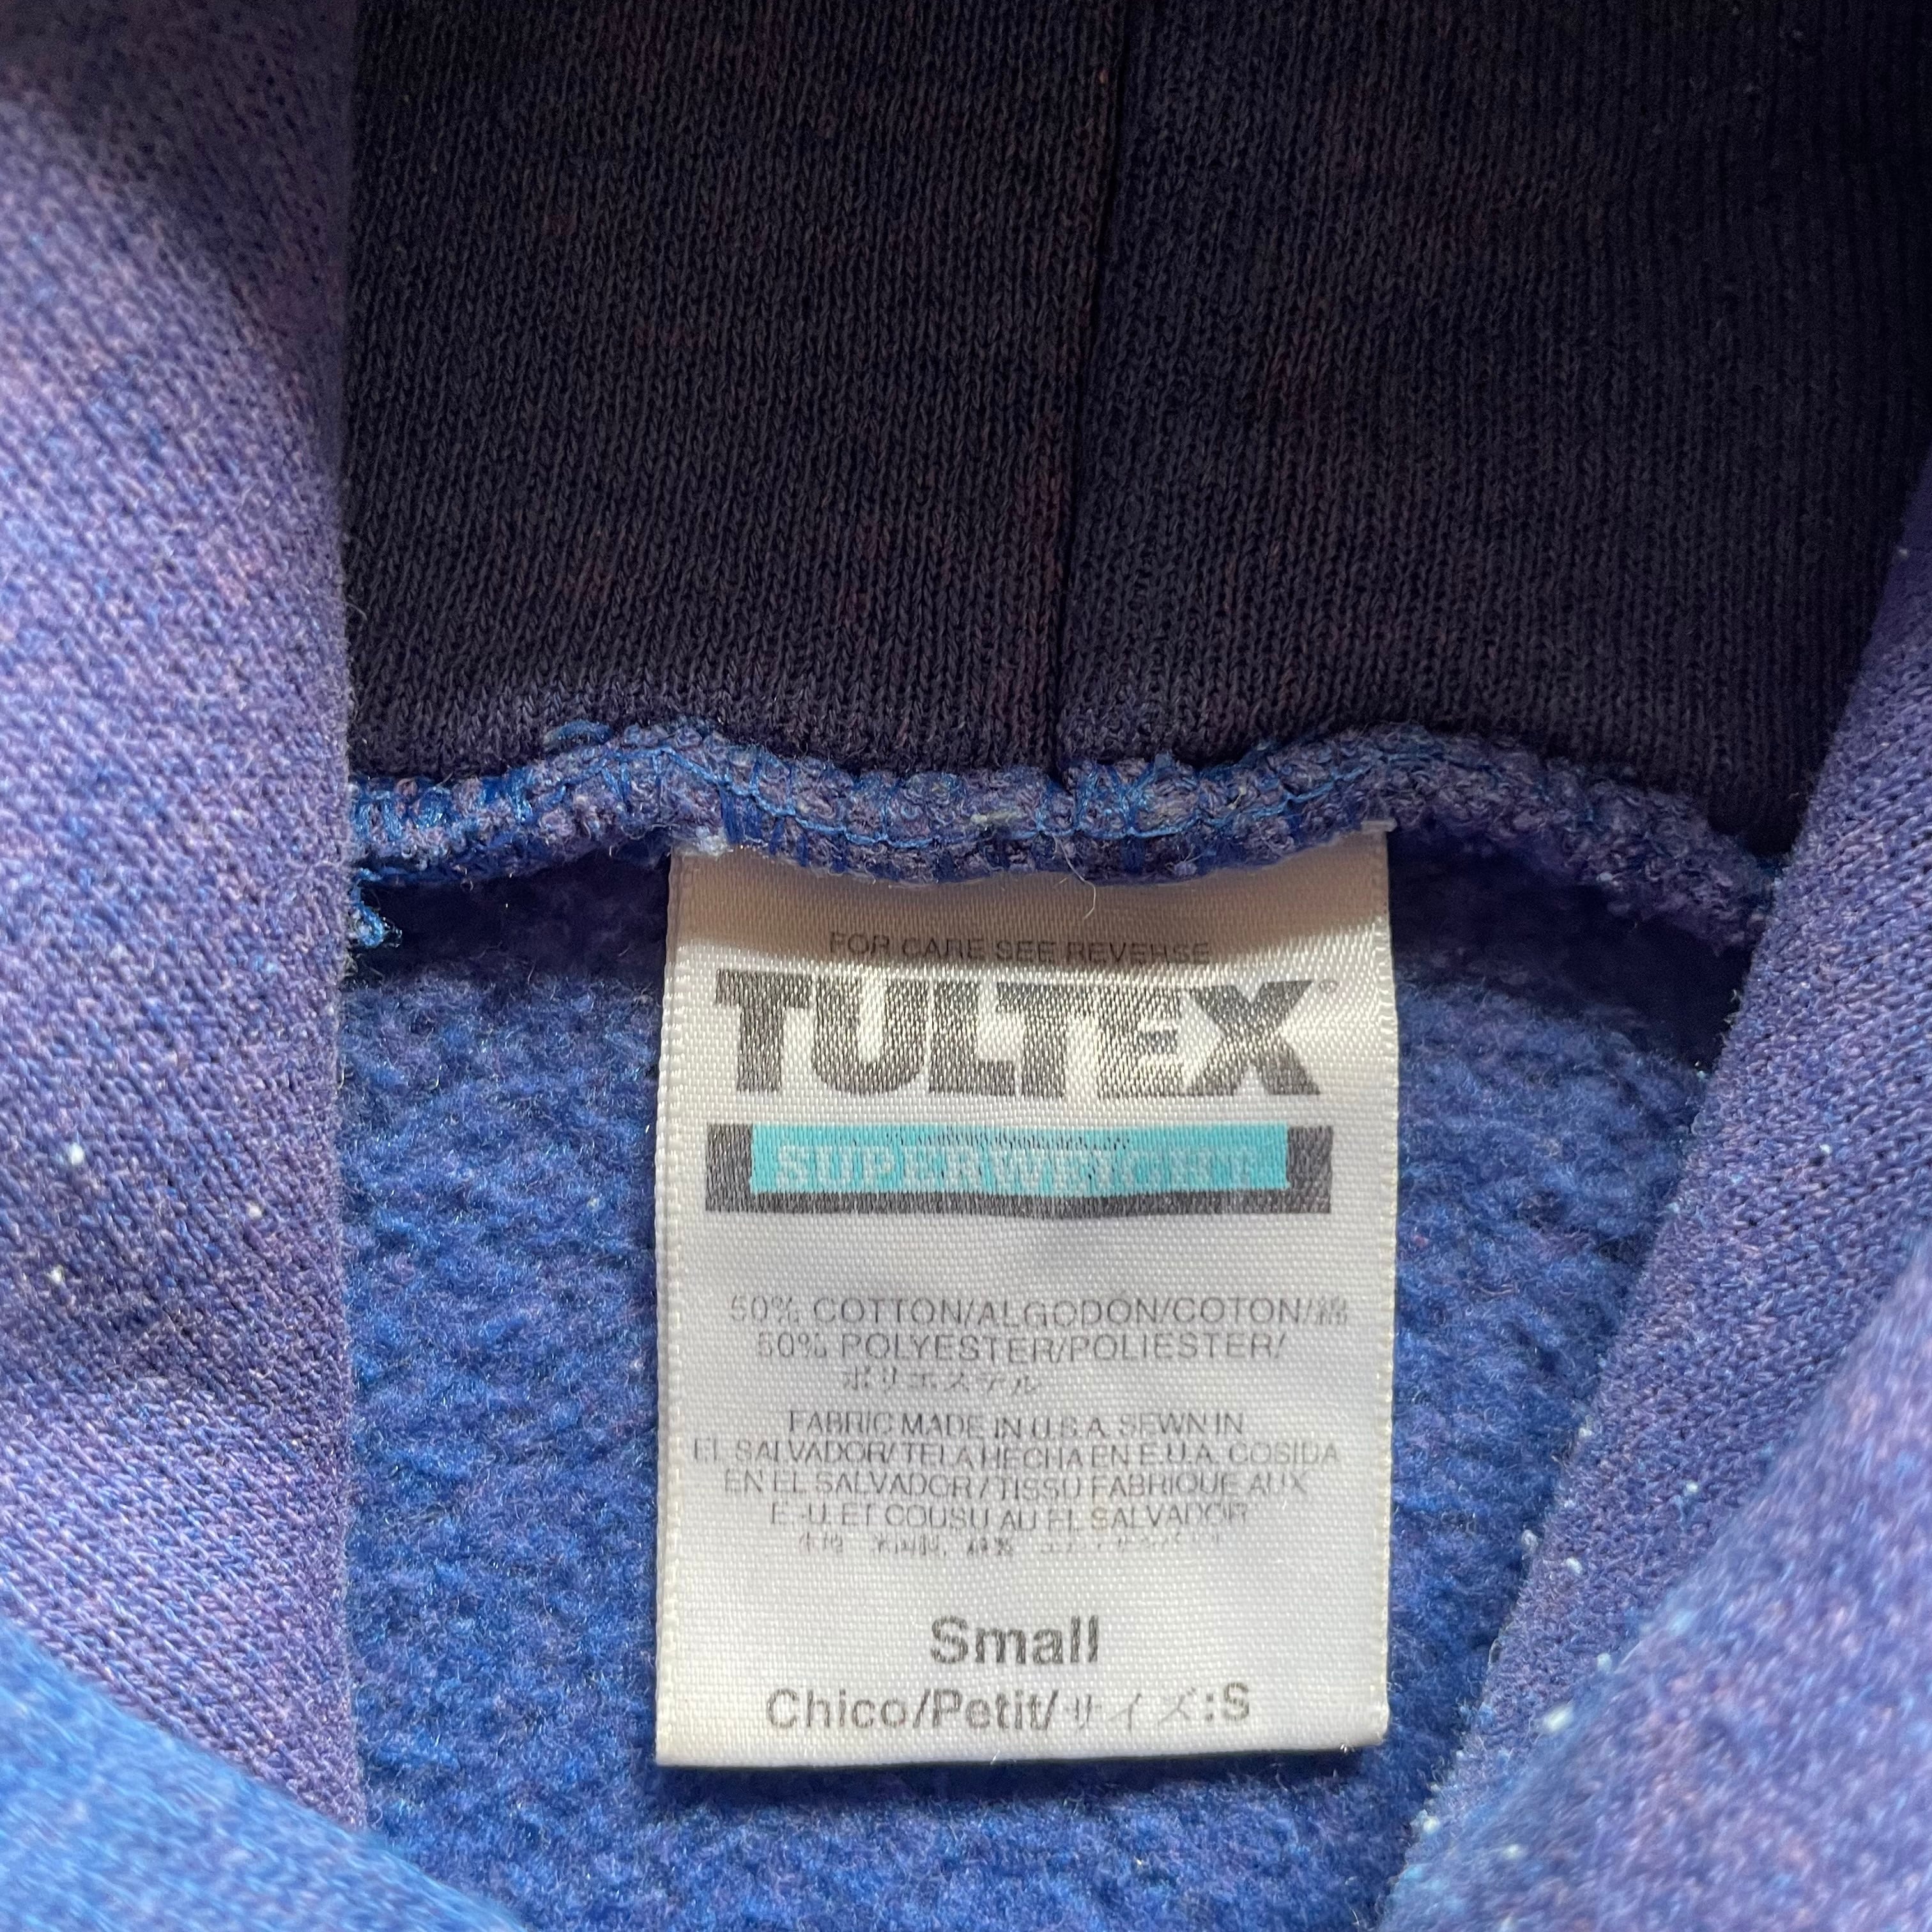 FOR CARE SEE REVERSE
TULTEX
SUPERWEIGHT
50% COTTON/ALGODÓN/COTON/綿
50% POLYESTER/POLIESTER/
ポリエステル
FABRIC MADE IN U.S.A. SEWN IN
EL SALVADOR/TELA HECHA EN E.U.A. COSIDA
EN EL SALVADOR/TISSU FABRIQUE AUX
E.-U. ET COUSU AU EL SALVADOR
Small
Chico/Petit/サイズ:S